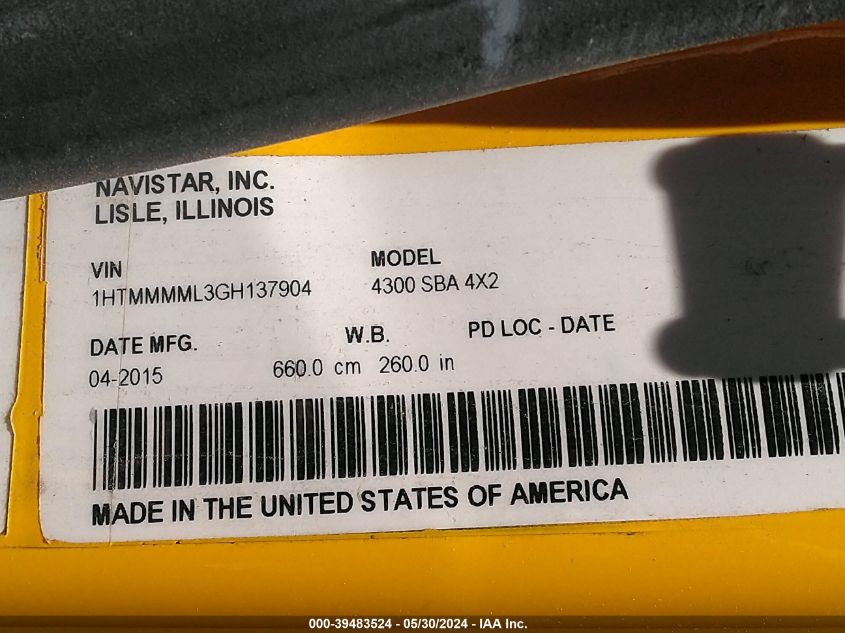 NAVISTAR, INC.
LISLE, ILLINOIS
VIN MODEL
1HTMMMML3GH137904 4300 SBA 4X2
DATE MFG. W.B. PD LOC - DATE
04-2015 660.0 cm 260.0 in
MADE IN THE UNITED STATES OF AMERICA
000-39483524 - 05/30/2024 - IAA Inc.